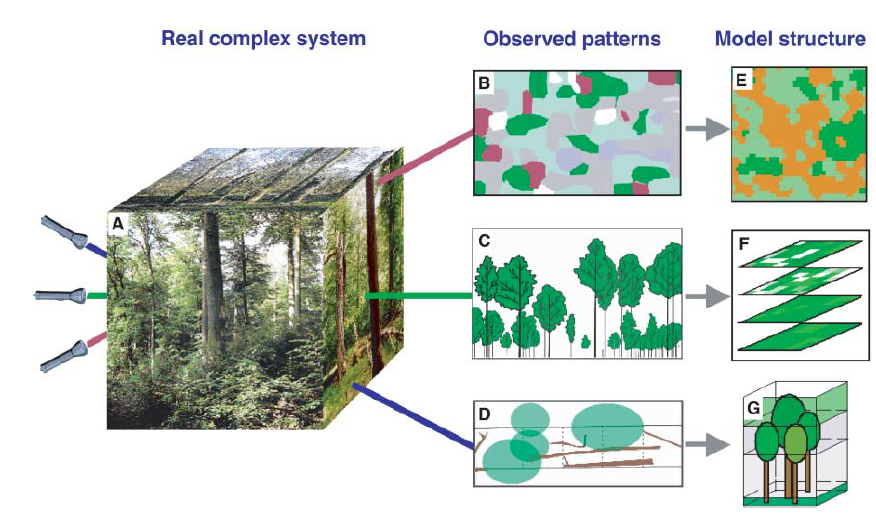 Real complex system
Observed patterns
Model structure
A
B
E
C
F
D
G